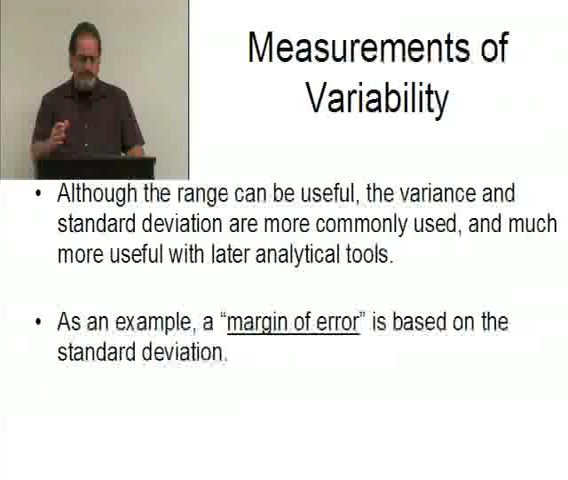 Measurements of
Variability
• Although the range can be useful, the variance and
standard deviation are more commonly used, and much
more useful with later analytical tools.
• As an example, a “margin of error” is based on the
standard deviation.